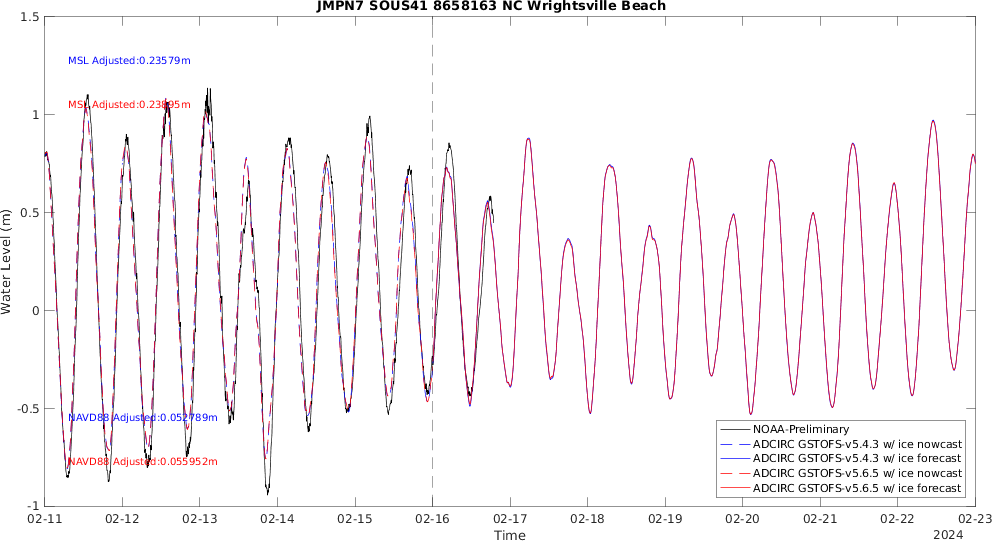 JMPN7 SOUS41 8658163 NC Wrightsville Beach
MSL Adjusted:0.23579m
MSL Adjusted:0.23895m
NAVD88 Adjusted:0.052789m
NAVD88 Adjusted:0.055952m
Water Level (m)
1.5
1
0.5
0
-0.5
-1
02-11
02-12
02-13
02-14
02-15
02-16
02-17
02-18
02-19
02-20
02-21
02-22
02-23
Time
2024
NOAA-Preliminary
ADCIRC GSTOFS-v5.4.3 w/ ice nowcast
ADCIRC GSTOFS-v5.4.3 w/ ice forecast
ADCIRC GSTOFS-v5.6.5 w/ ice nowcast
ADCIRC GSTOFS-v5.6.5 w/ ice forecast